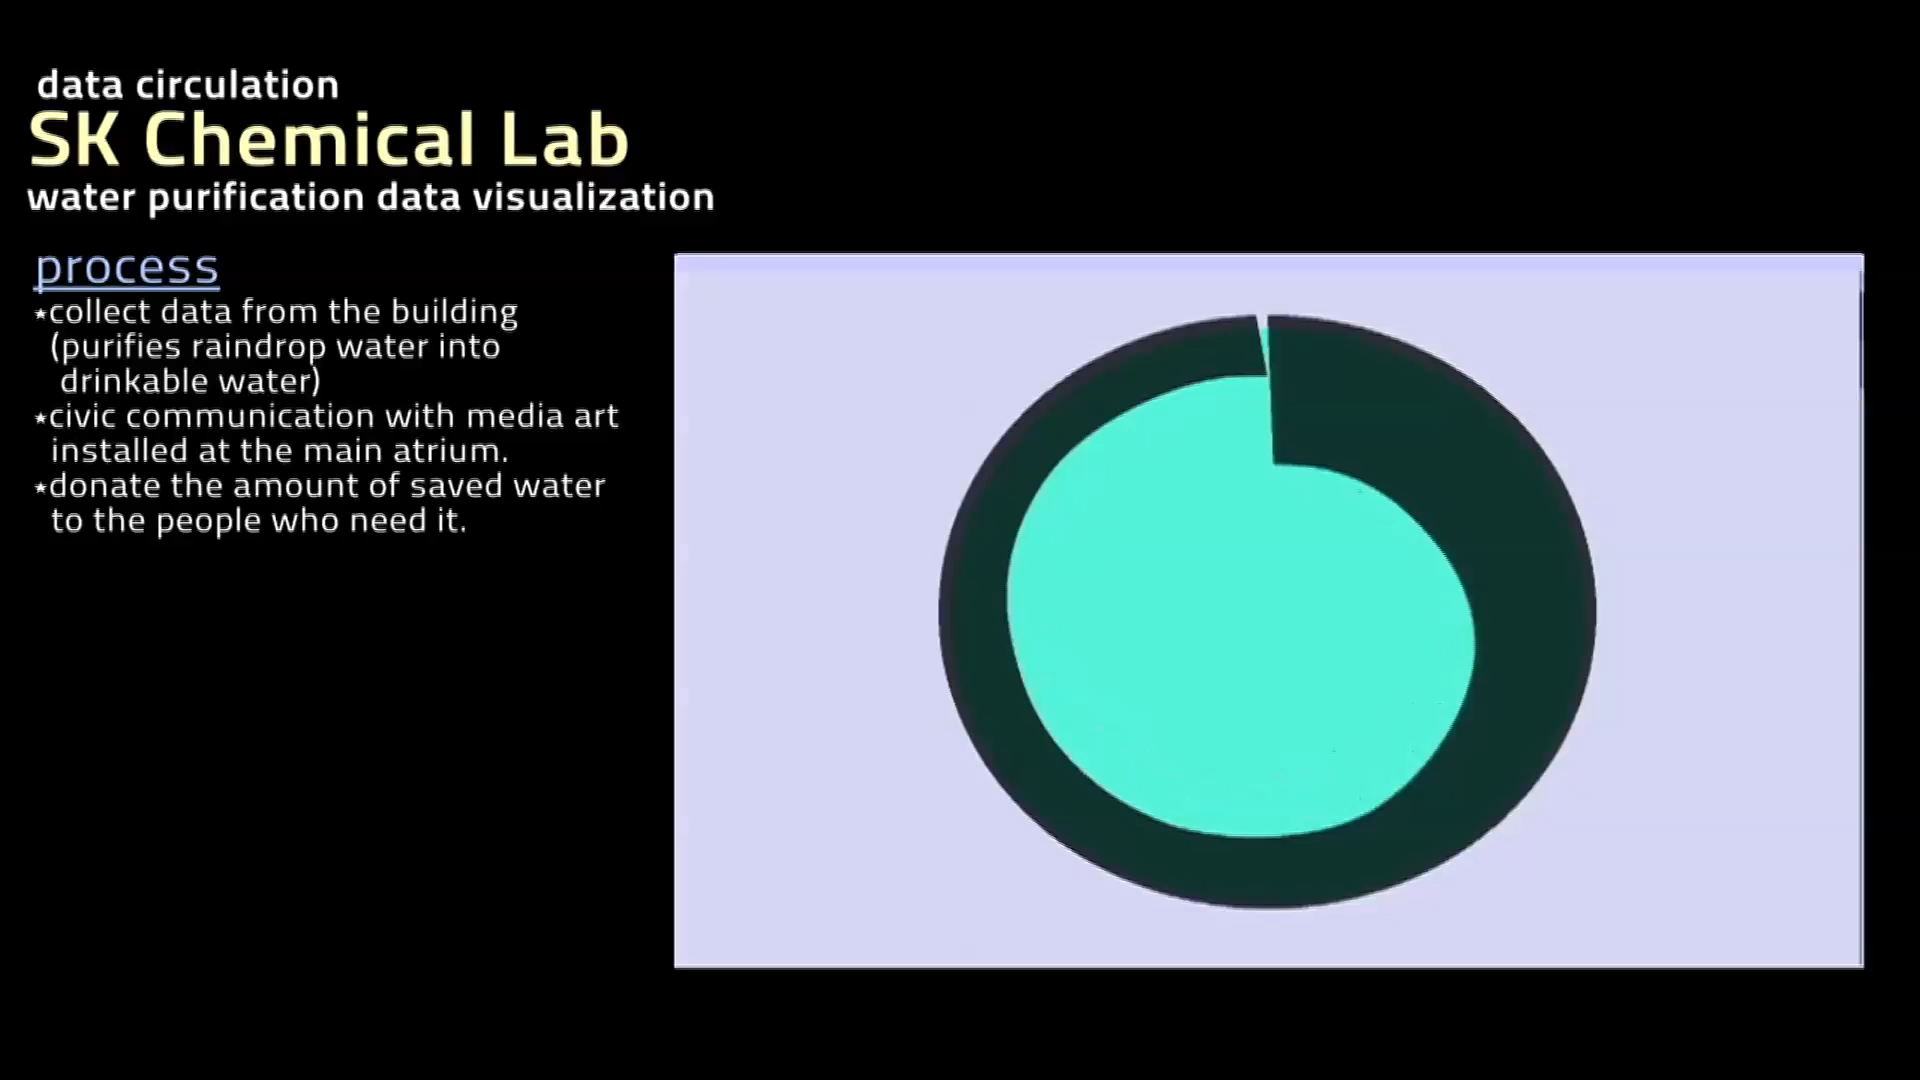 data circulation
SK Chemical Lab
water purification data visualization
process
⋆collect data from the building
(purifies raindrop water into
drinkable water)
⋆civic communication with media art
installed at the main atrium.
⋆donate the amount of saved water
to the people who need it.